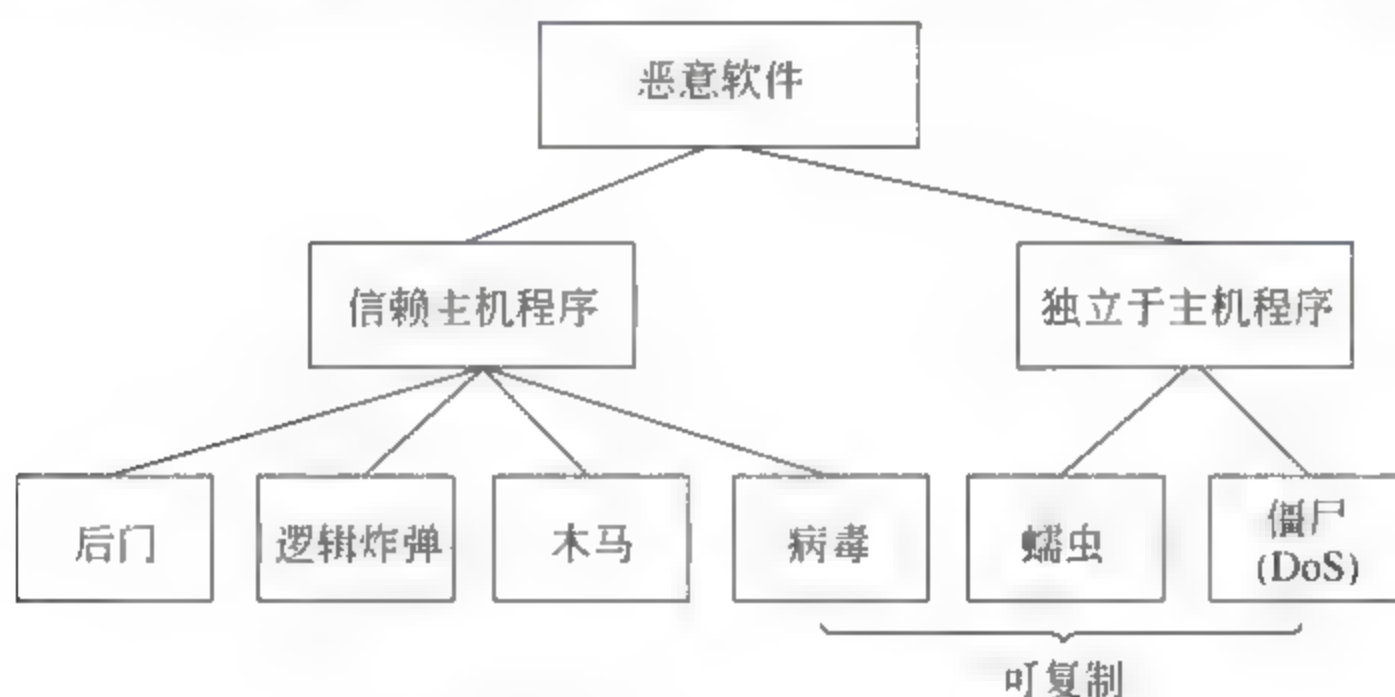 恶意软件
信赖主机程序
独立于主机程序
后门
逻辑炸弹
木马
病毒
蠕虫
僵尸
(DoS)
可复制